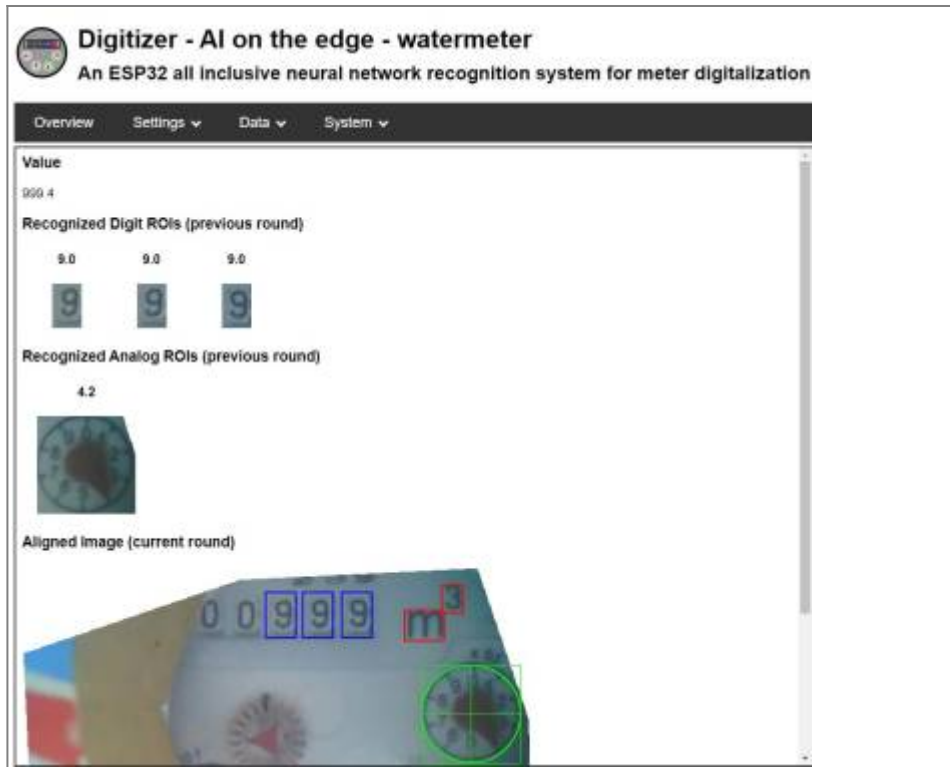 Digitizer - AI on the edge - watermeter
An ESP32 all inclusive neural network recognition system for meter digitalization
Overview Settings Data System
Value
999.4
Recognized Digit ROIs (previous round)
9.0 9.0 9.0
9 9 9
Recognized Analog ROIs (previous round)
4.2
Aligned Image (current round)
0 0 9 9 9 m³